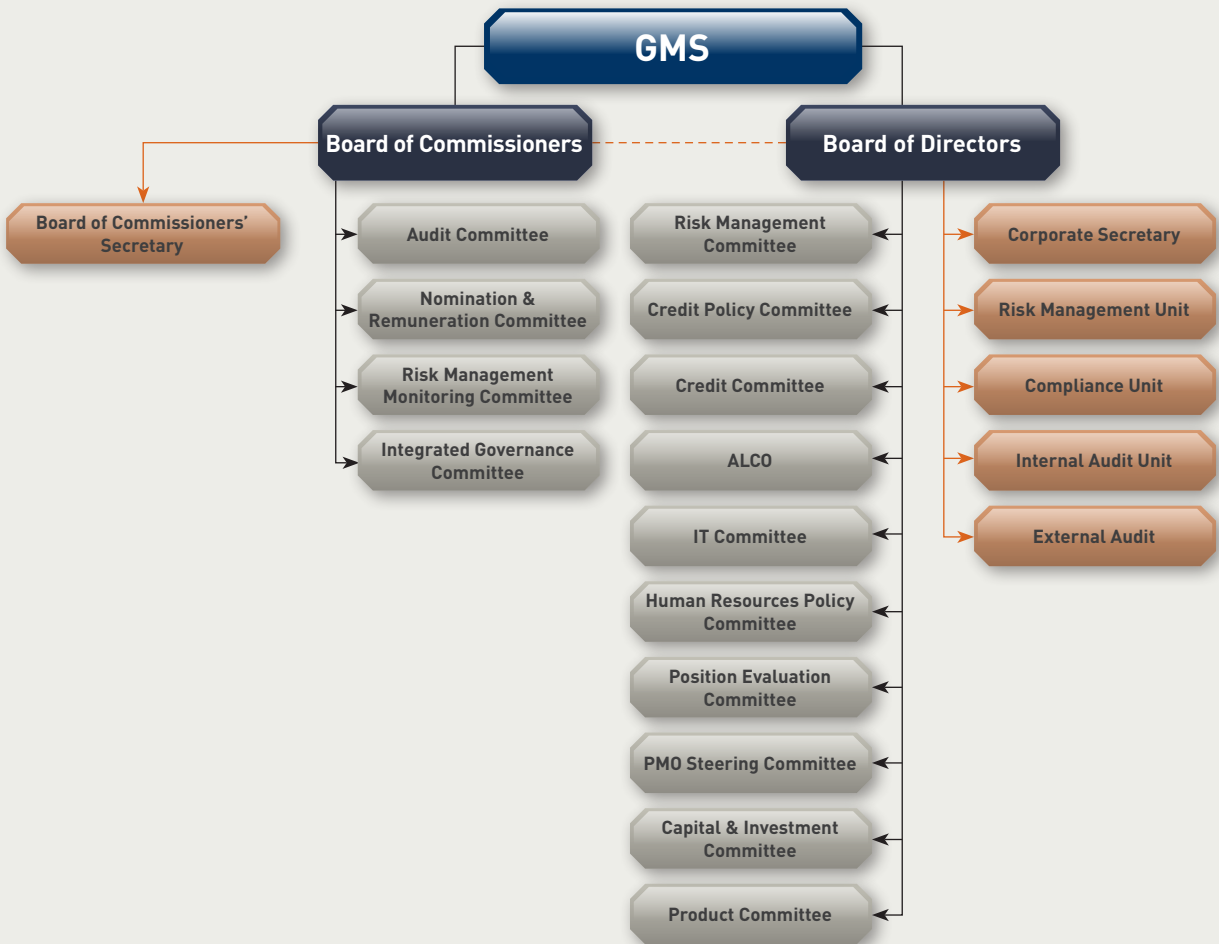 GMS
Board of Commissioners
Board of Directors
Board of Commissioners’
Secretary
Audit Committee
Nomination &
Remuneration Committee
Risk Management
Monitoring Committee
Integrated Governance
Committee
Risk Management
Committee
Credit Policy Committee
Credit Committee
ALCO
IT Committee
Human Resources Policy
Committee
Position Evaluation
Committee
PMO Steering Committee
Capital & Investment
Committee
Product Committee
Corporate Secretary
Risk Management Unit
Compliance Unit
Internal Audit Unit
External Audit